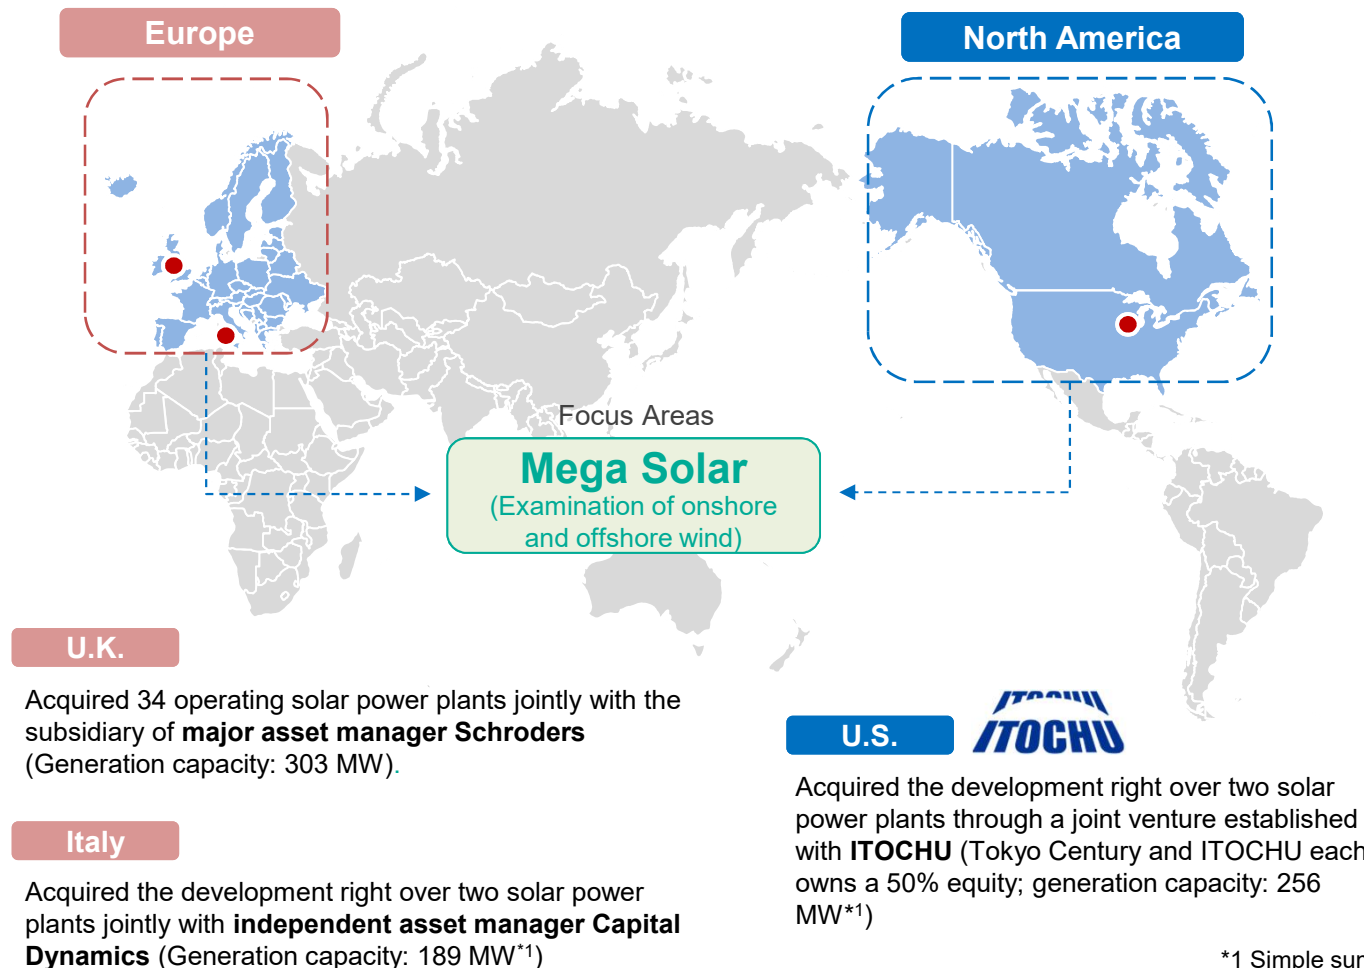 Europe
North America
Focus Areas
Mega Solar
(Examination of onshore
and offshore wind)
U.K.
Acquired 34 operating solar power plants jointly with the
subsidiary of major asset manager Schroders
(Generation capacity: 303 MW).
Italy
Acquired the development right over two solar power
plants jointly with independent asset manager Capital
Dynamics (Generation capacity: 189 MW*1)
U.S.
ITOCHU
ITOCHU
Acquired the development right over two solar
power plants through a joint venture established
with ITOCHU (Tokyo Century and ITOCHU each
owns a 50% equity; generation capacity: 256
MW*1)
*1 Simple